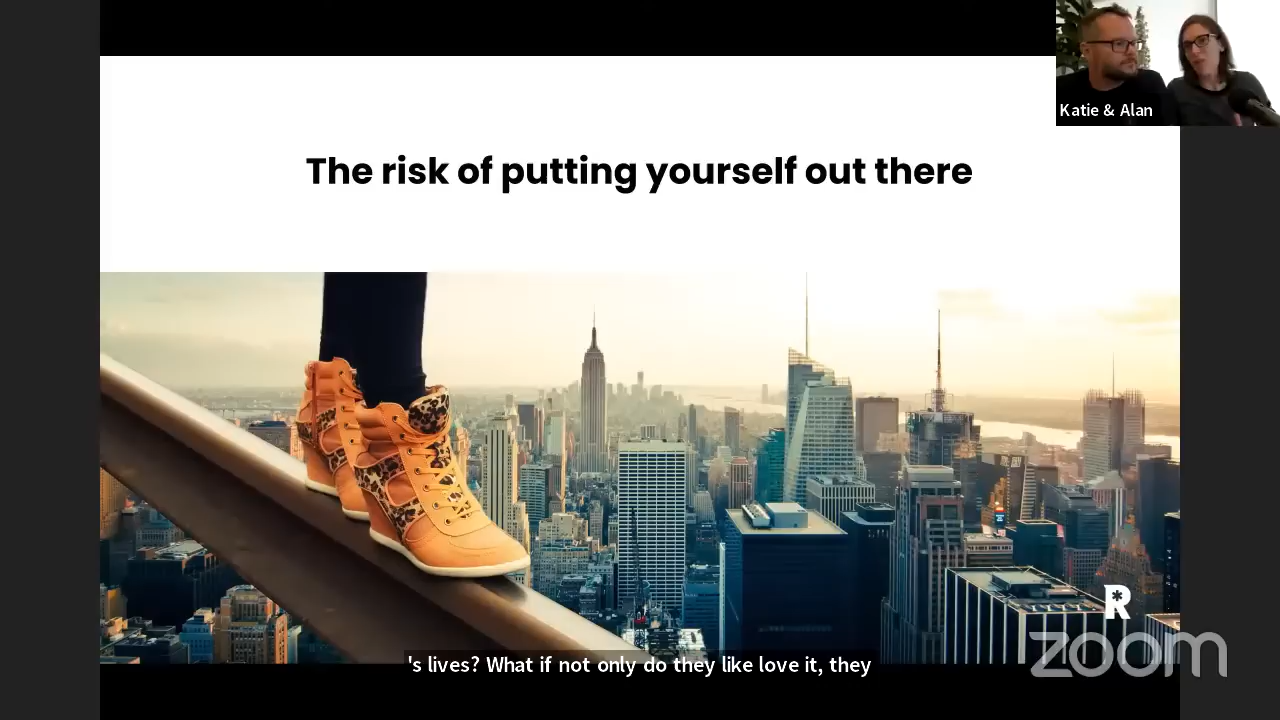 Katie & Alan
The risk of putting yourself out there
R
zoom
's lives? What if not only do they like love it, they